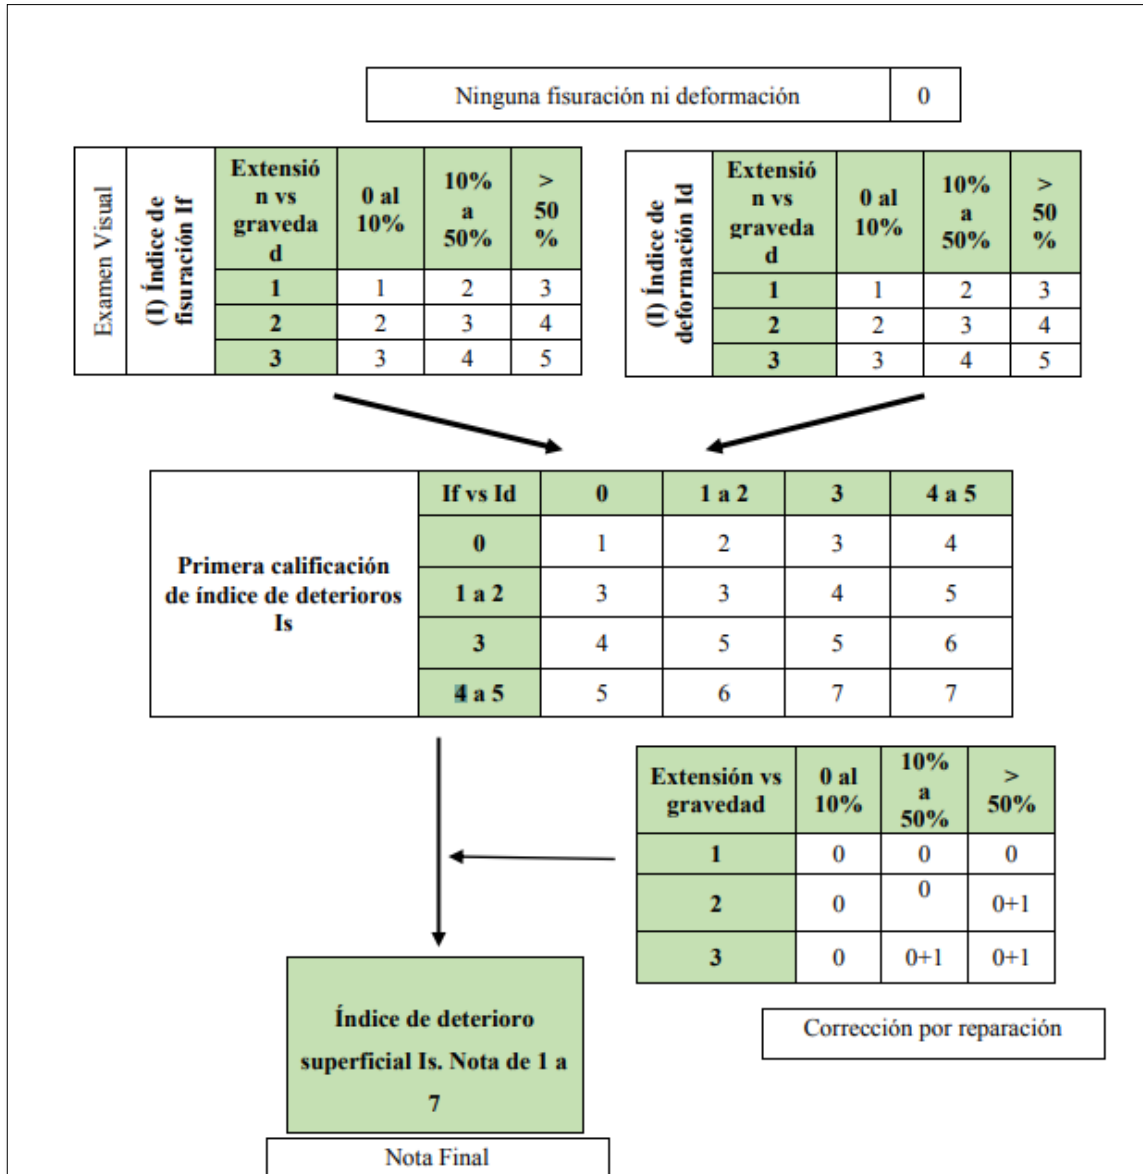 Ninguna fisuración ni deformación 0
Examen Visual
(I) Índice de
fisuración If
Extensió
n vs
graveda
d
0 al
10%
10%
a
50%
>
50
%
1 1 2 3
2 2 3 4
3 3 4 5
(I) Índice de
deformación Id
Extensió
n vs
graveda
d
0 al
10%
10%
a
50%
>
50
%
1 1 2 3
2 2 3 4
3 3 4 5
Primera calificación
de índice de deterioros
Is
If vs Id 0 1 a 2 3 4 a 5
0 1 2 3 4
1 a 2 3 3 4 5
3 4 5 5 6
4 a 5 5 6 7 7
Extensión vs
gravedad
0 al
10%
10%
a
50%
>
50%
1 0 0 0
2 0 0 0+1
3 0 0+1 0+1
Corrección por reparación
Índice de deterioro
superficial Is. Nota de 1 a
7
Nota Final